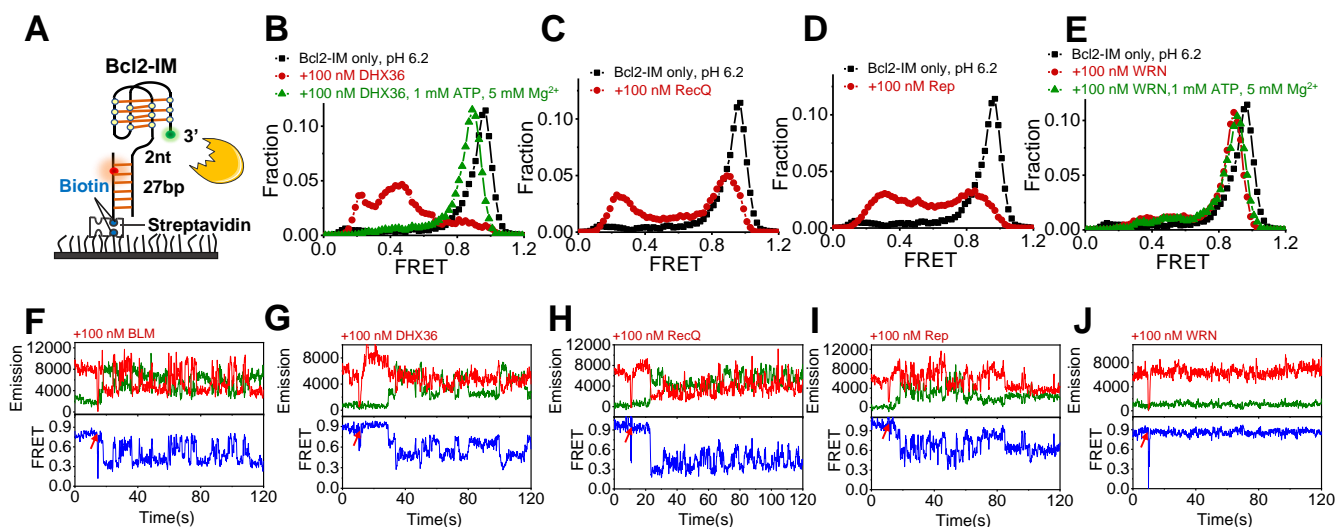 A
Bcl2-IM
3'
2nt
Biotin
27bp
Streptavidin
B
Bcl2-IM only, pH 6.2
+100 nM DHX36
+100 nM DHX36, 1 mM ATP, 5 mM Mg²⁺
Fraction
0.10
0.05
0.00
0.0 0.4 0.8 1.2
FRET
C
Bcl2-IM only, pH 6.2
+100 nM RecQ
Fraction
0.10
0.05
0.00
0.0 0.4 0.8 1.2
FRET
D
Bcl2-IM only, pH 6.2
+100 nM Rep
Fraction
0.10
0.05
0.00
0.0 0.4 0.8 1.2
FRET
E
Bcl2-IM only, pH 6.2
+100 nM WRN
+100 nM WRN,1 mM ATP, 5 mM Mg²⁺
Fraction
0.10
0.05
0.00
0.0 0.4 0.8 1.2
FRET
F
+100 nM BLM
Emission
12000
8000
4000
0
FRET
0.9
0.6
0.3
0.0
0 40 80 120
Time(s)
G
+100 nM DHX36
8000
4000
0
FRET
0.9
0.6
0.3
0.0
0 40 80 120
Time(s)
H
+100 nM RecQ
Emission
12000
8000
4000
0
FRET
0.9
0.6
0.3
0.0
0 20 40 60 80 100 120
Time(s)
I
+100 nM Rep
Emission
12000
8000
4000
0
FRET
0.9
0.6
0.3
0.0
0 40 80 120
Time(s)
J
+100 nM WRN
Emission
8000
4000
0
FRET
0.9
0.6
0.3
0.0
0 40 80 120
Time(s)